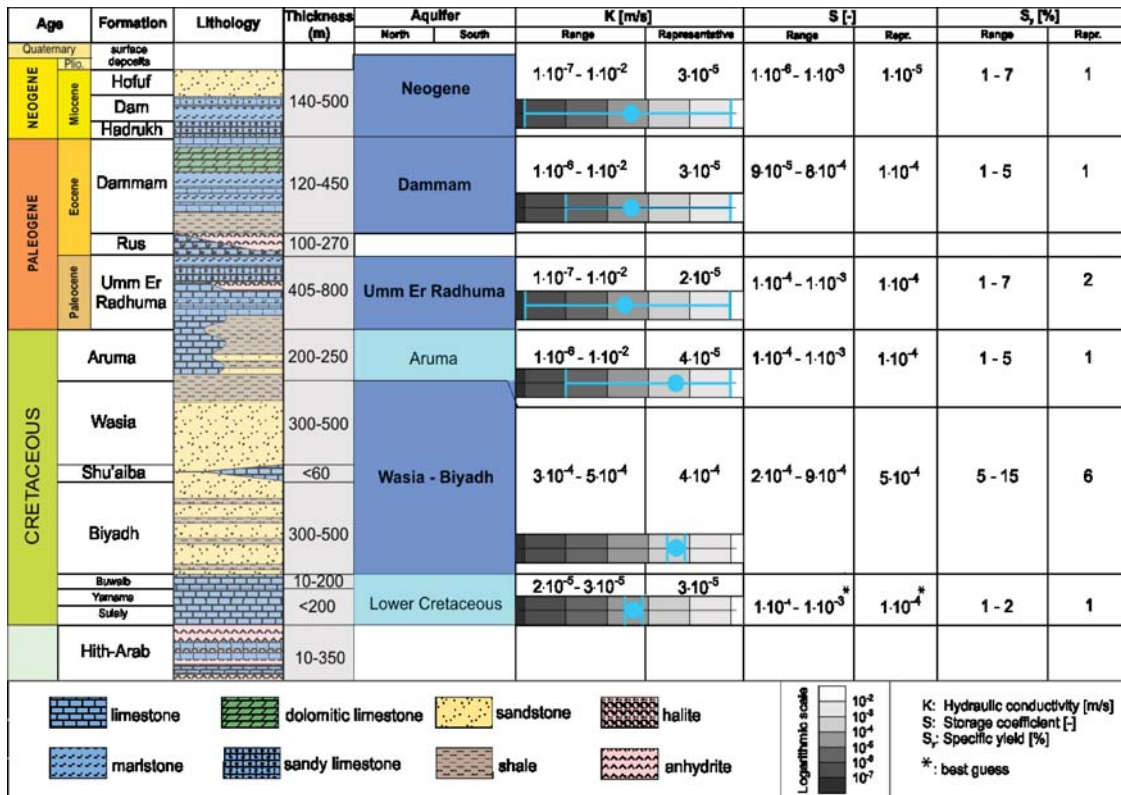 Age Formation Lithology Thickness (m) Aquifer K [m/s] S [-] Sy [%]
North South Range Representative Range Repr. Range Repr.
Quaternary surface deposits
NEOGENE Plio. Miocene
Hofuf
Dam
Hadrukh
140-500
Neogene 1·10-7 - 1·10-2 3·10-5 1·10-6 - 1·10-3 1·10-5 1 - 7 1
PALEOGENE Eocene Paleocene
Dammam 120-450 Dammam 1·10-6 - 1·10-2 3·10-5 9·10-5 - 8·10-4 1·10-4 1 - 5 1
Rus 100-270
Umm Er Radhuma 405-800 Umm Er Radhuma 1·10-7 - 1·10-2 2·10-5 1·10-4 - 1·10-3 1·10-4 1 - 7 2
CRETACEOUS
Aruma 200-250 Aruma 1·10-6 - 1·10-2 4·10-5 1·10-4 - 1·10-3 1·10-4 1 - 5 1
Wasia 300-500
Shu'aiba <60
Wasia - Biyadh 3·10-4 - 5·10-4 4·10-4 2·10-4 - 9·10-4 5·10-4 5 - 15 6
Biyadh 300-500
Buwaib 10-200
Yamama
Sulaiy
<200
Lower Cretaceous 2·10-5 - 3·10-5 3·10-5 1·10-4 - 1·10-3* 1·10-4* 1 - 2 1
Hith-Arab 10-350
limestone dolomitic limestone sandstone halite
marlstone sandy limestone shale anhydrite
Logarithmic scale
10-2
10-3
10-4
10-5
10-6
10-7
K: Hydraulic conductivity [m/s]
S: Storage coefficient [-]
Sy: Specific yield [%]
*: best guess